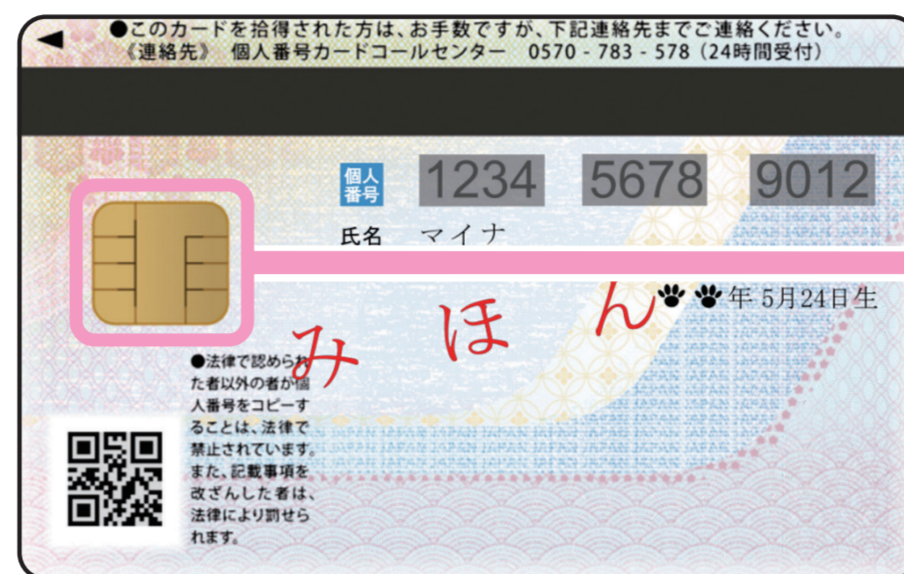 ●このカードを拾得された方は、お手数ですが、下記連絡先までご連絡ください。
《連絡先》 個人番号カードコールセンター 0570 - 783 - 578（24時間受付）
個人
番号
1234 5678 9012
氏名 マイナ
年 5月24日生
みほん
●法律で認められ
た者以外の者が個
人番号をコピーす
ることは、法律で
禁止されています。
また、記載事項を
改ざんした者は、
法律により罰せら
れます。
JAPAN JAPAN JAPAN JAPAN JAPAN